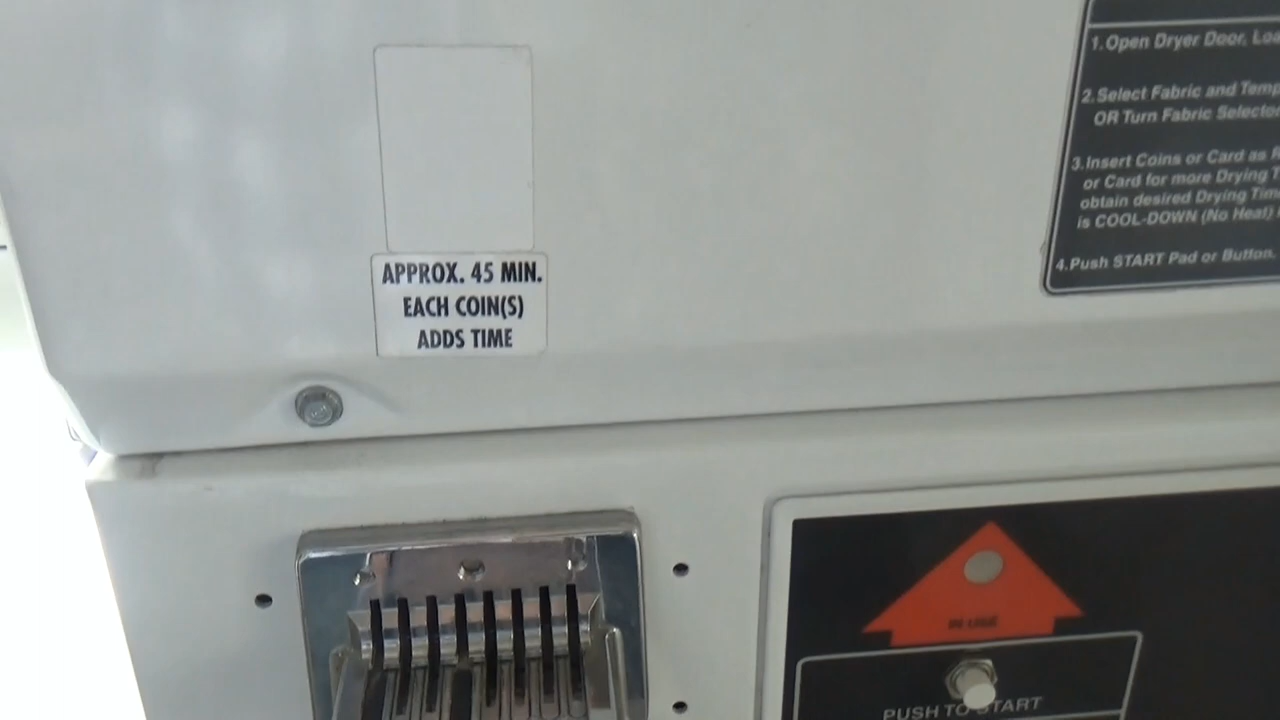 APPROX. 45 MIN.
EACH COIN(S)
ADDS TIME
1. Open Dryer Door, Loa
2. Select Fabric and Temp
OR Turn Fabric Selecto
3. Insert Coins or Card as
or Card for more Drying T
obtain desired Drying Tim
is COOL-DOWN (No Heat)
4. Push START Pad or Button.
IN USE
PUSH TO START